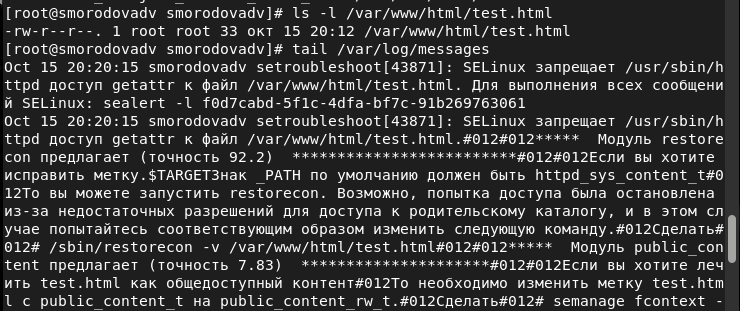 [root@smorodovadv smorodovadv]# ls -l /var/www/html/test.html
-rw-r--r--. 1 root root 33 окт 15 20:12 /var/www/html/test.html
[root@smorodovadv smorodovadv]# tail /var/log/messages
Oct 15 20:20:15 smorodovadv setroubleshoot[43871]: SELinux запрещает /usr/sbin/h
ttpd доступ getattr к файл /var/www/html/test.html. Для выполнения всех сообщени
й SELinux: sealert -l f0d7cabd-5f1c-4dfa-bf7c-91b269763061
Oct 15 20:20:15 smorodovadv setroubleshoot[43871]: SELinux запрещает /usr/sbin/h
ttpd доступ getattr к файл /var/www/html/test.html.#012#012*****  Модуль restore
con предлагает (точность 92.2)  *************************#012#012Если вы хотите 
исправить метку.$TARGETЗнак _PATH по умолчанию должен быть httpd_sys_content_t#0
12То вы можете запустить restorecon. Возможно, попытка доступа была остановлена 
из-за недостаточных разрешений для доступа к родительскому каталогу, и в этом сл
учае попытайтесь соответствующим образом изменить следующую команду.#012Сделать#
012# /sbin/restorecon -v /var/www/html/test.html#012#012*****  Модуль public_con
tent предлагает (точность 7.83)  *********************#012#012Если вы хотите леч
ить test.html как общедоступный контент#012То необходимо изменить метку test.htm
l с public_content_t на public_content_rw_t.#012Сделать#012# semanage fcontext -